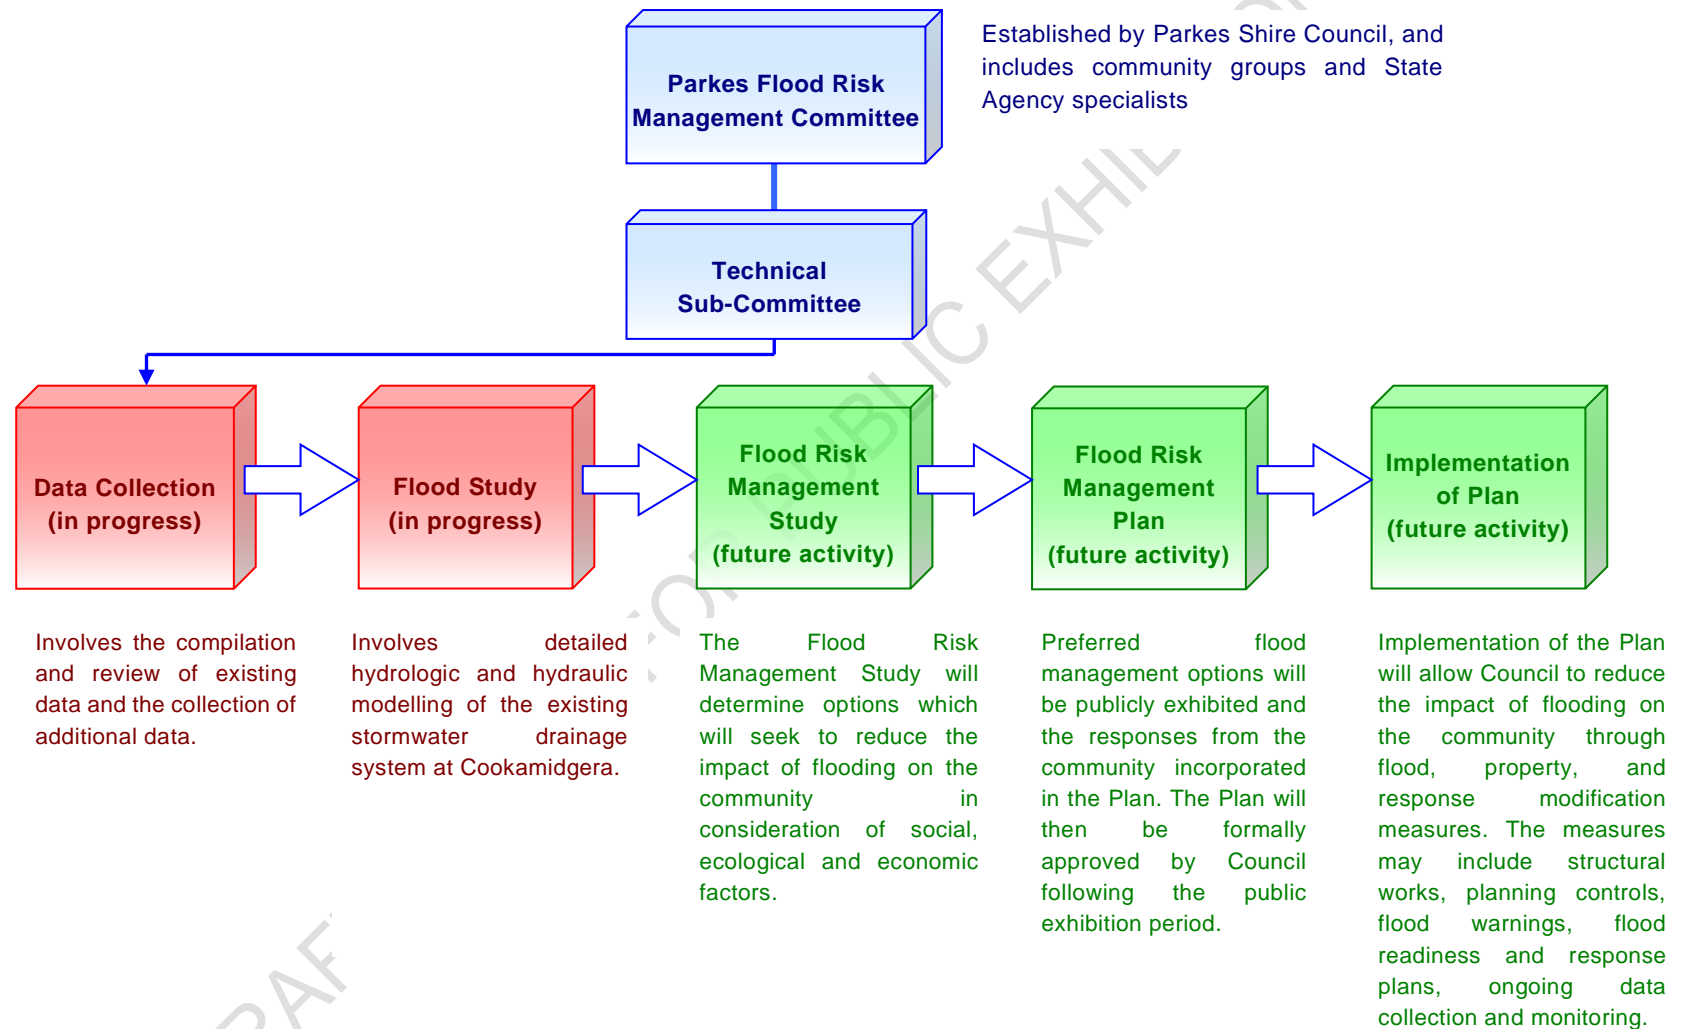 Parkes Flood Risk
Management Committee
Established by Parkes Shire Council, and
includes community groups and State
Agency specialists
Technical
Sub-Committee
Data Collection
(in progress)
Flood Study
(in progress)
Flood Risk
Management
Study
(future activity)
Flood Risk
Management
Plan
(future activity)
Implementation
of Plan
(future activity)
Involves the compilation
and review of existing
data and the collection of
additional data.
Involves detailed
hydrologic and hydraulic
modelling of the existing
stormwater drainage
system at Cookamidgera.
The Flood Risk
Management Study will
determine options which
will seek to reduce the
impact of flooding on the
community in
consideration of social,
ecological and economic
factors.
Preferred flood
management options will
be publicly exhibited and
the responses from the
community incorporated
in the Plan. The Plan will
then be formally
approved by Council
following the public
exhibition period.
Implementation of the Plan
will allow Council to reduce
the impact of flooding on
the community through
flood, property, and
response modification
measures. The measures
may include structural
works, planning controls,
flood warnings, flood
readiness and response
plans, ongoing data
collection and monitoring.
FOR PUBLIC